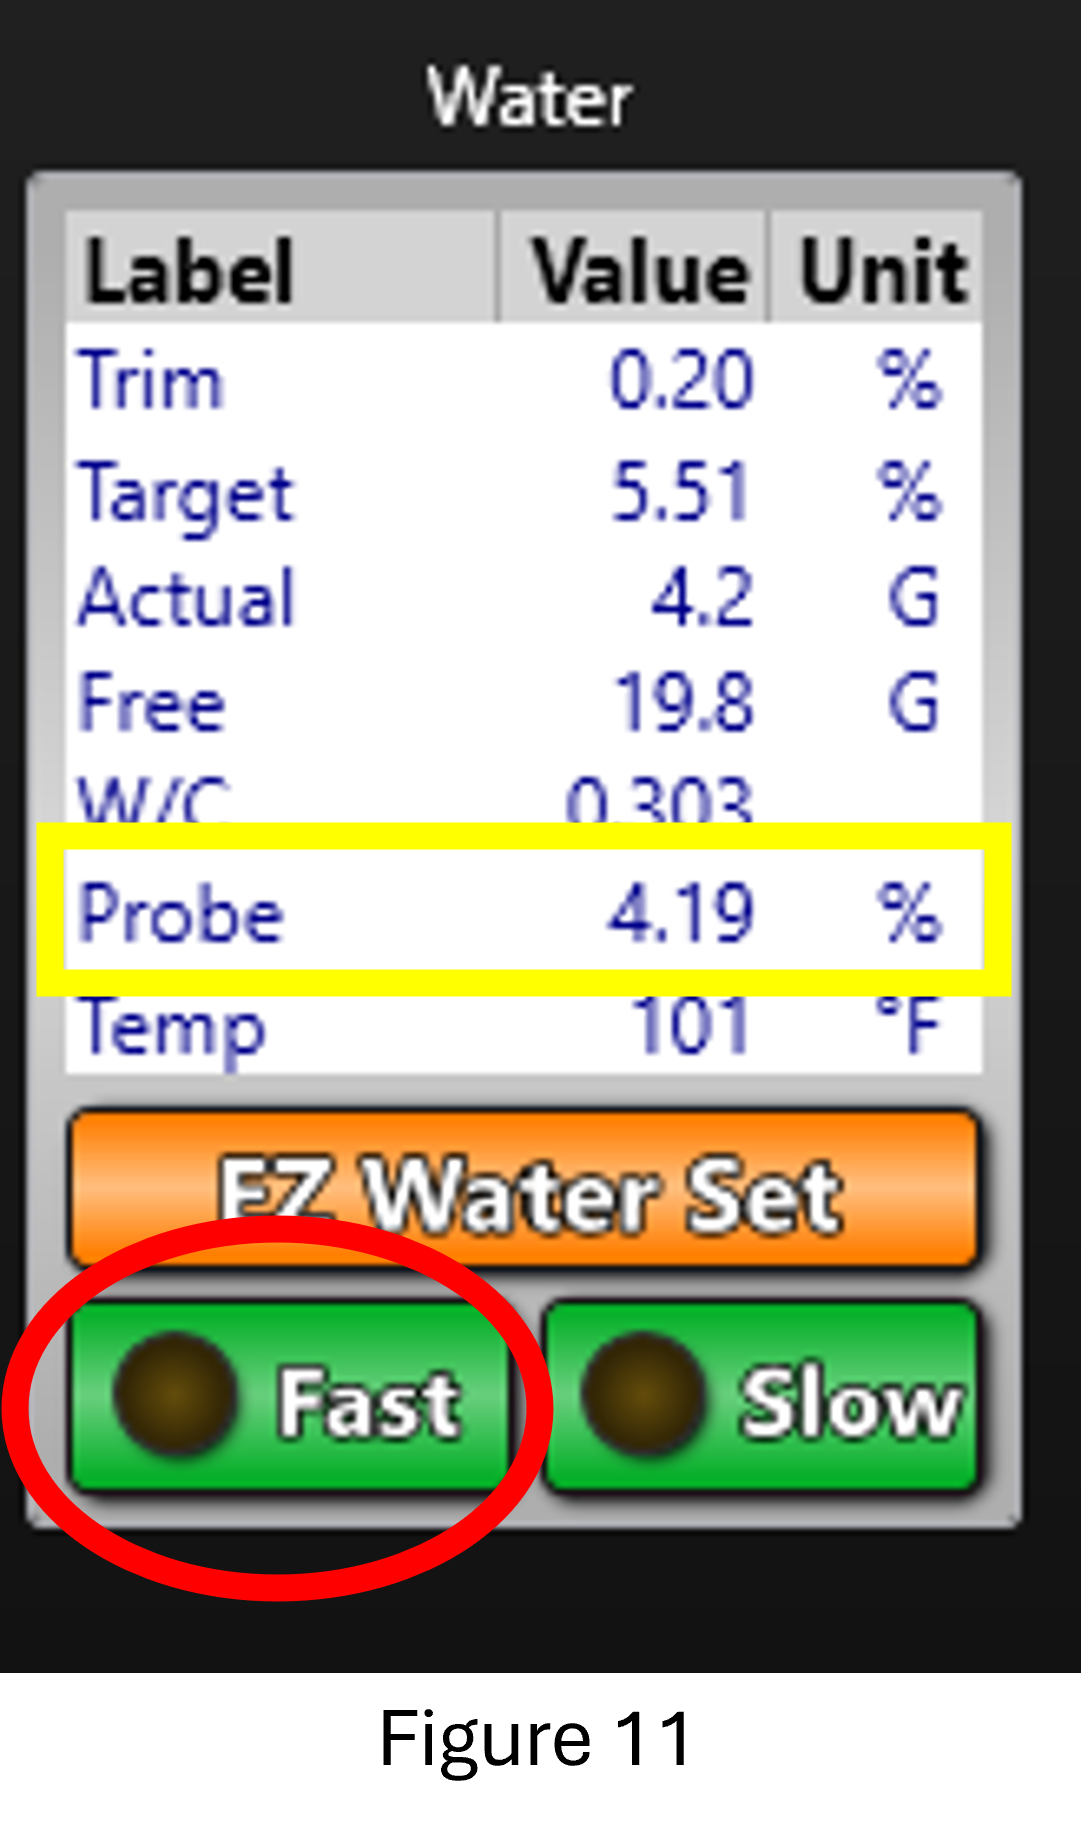 Water
Label Value Unit
Trim 0.20 %
Target 5.51 %
Actual 4.2 G
Free 19.8 G
W/C 0.303
Probe 4.19 %
Temp 101 °F
EZ Water Set
Fast Slow
Figure 11